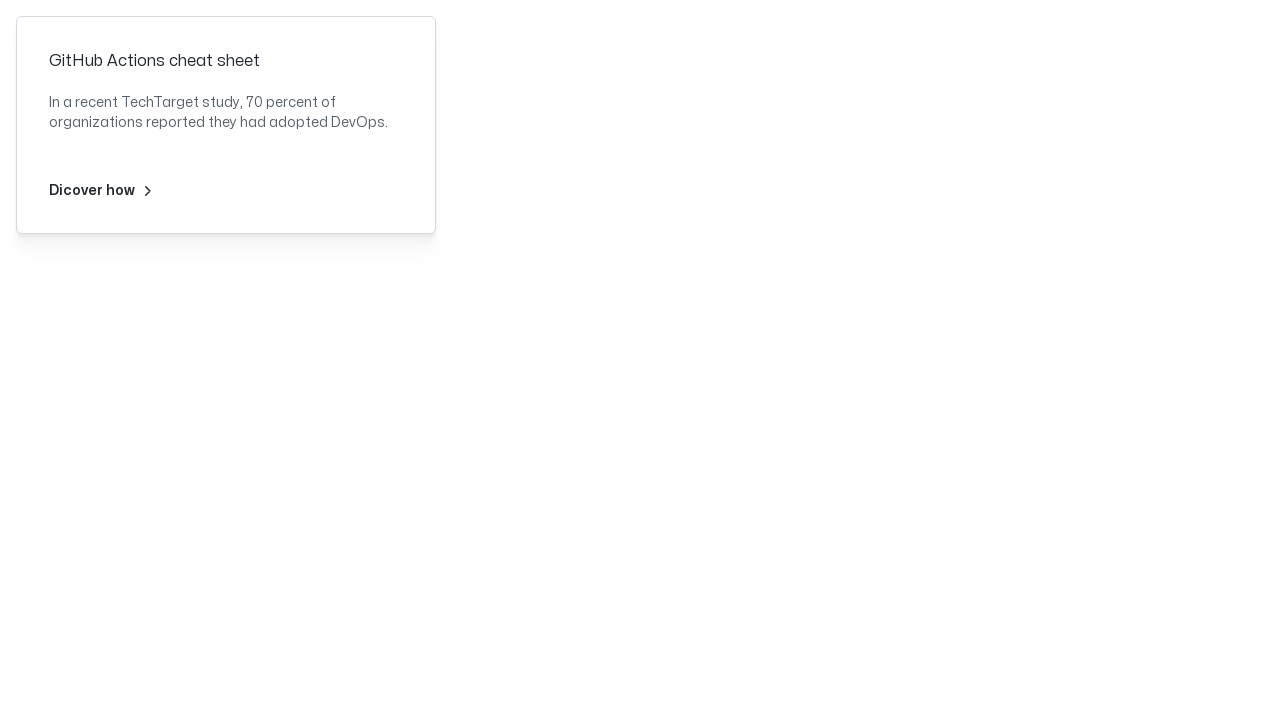 GitHub Actions cheat sheet
In a recent TechTarget study, 70 percent of
organizations reported they had adopted DevOps.
Dicover how